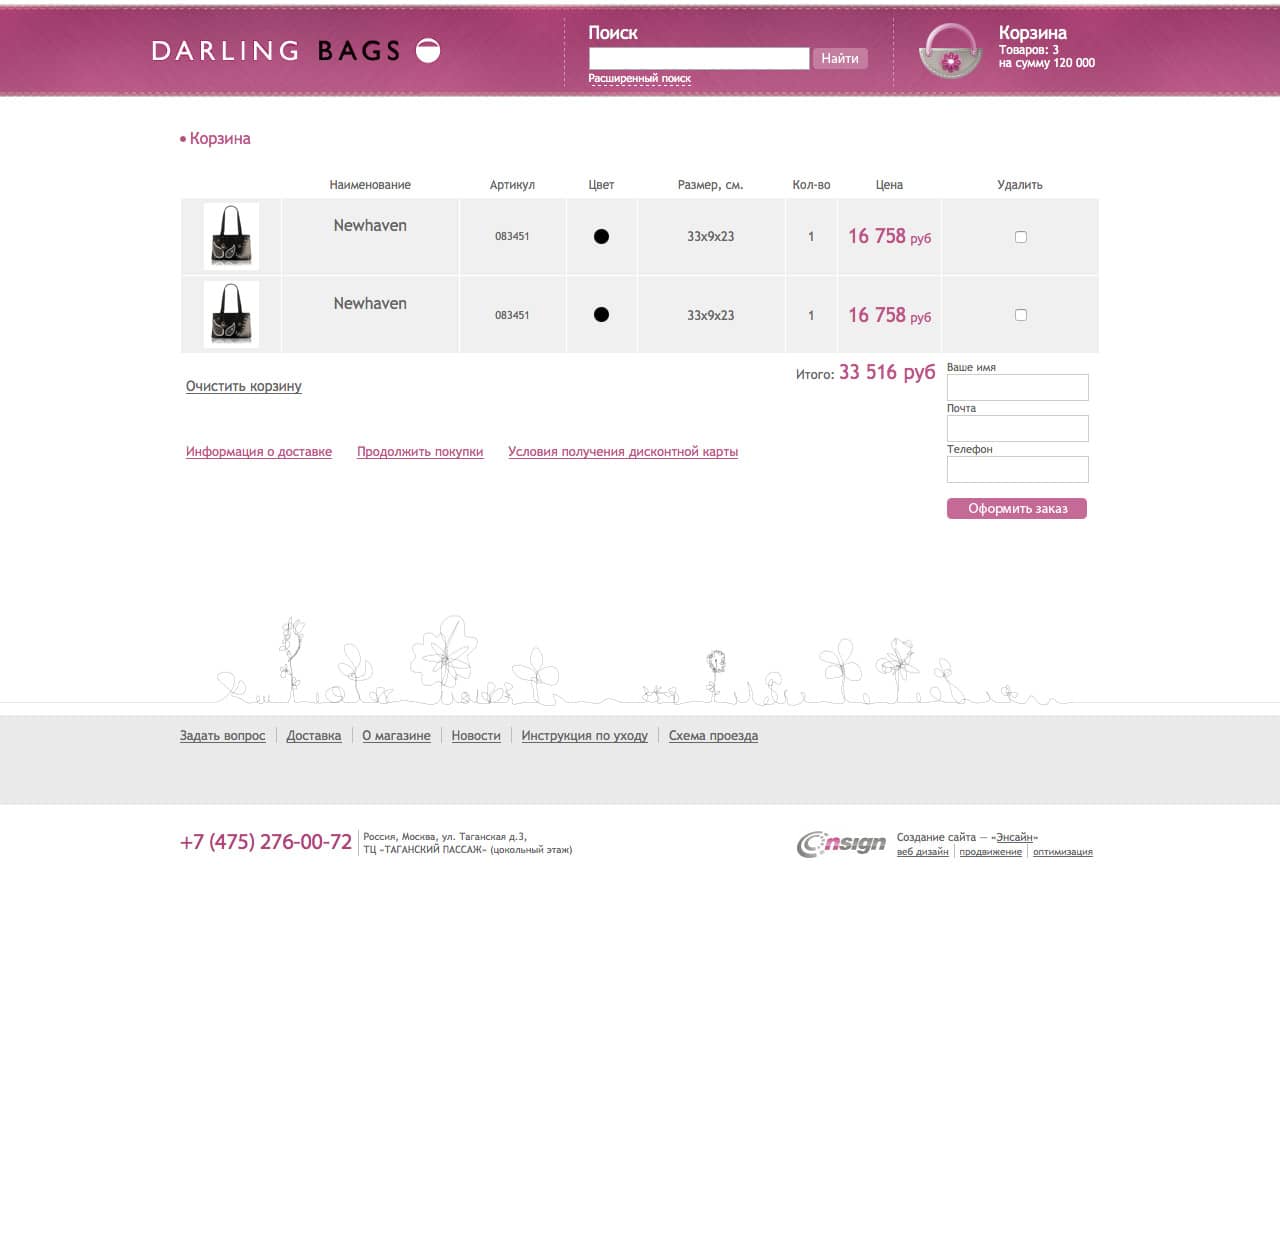 DARLING BAGS
Поиск
Найти
Расширенный поиск
Корзина
Товаров: 3
на сумму 120 000
• Корзина
Наименование Артикул Цвет Размер, см. Кол-во Цена Удалить
Newhaven 083451 33x9x23 1 16 758 руб
Newhaven 083451 33x9x23 1 16 758 руб
Очистить корзину
Итого: 33 516 руб
Ваше имя
Почта
Телефон
Информация о доставке Продолжить покупки Условия получения дисконтной карты
Оформить заказ
Задать вопрос Доставка О магазине Новости Инструкция по уходу Схема проезда
+7 (475) 276-00-72
Россия, Москва, ул. Таганская д.3,
ТЦ «ТАГАНСКИЙ ПАССАЖ» (цокольный этаж)
nsign
Создание сайта — «Энсайн»
веб дизайн продвижение оптимизация